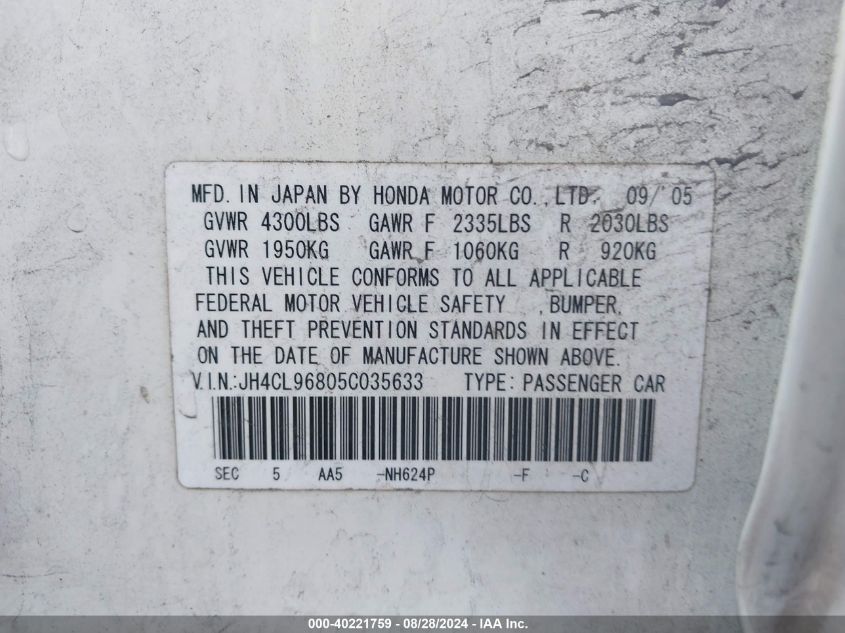 MFD. IN JAPAN BY HONDA MOTOR CO.,LTD. 09/'05
GVWR 4300LBS GAWR F 2335LBS R 2030LBS
GVWR 1950KG GAWR F 1060KG R 920KG
THIS VEHICLE CONFORMS TO ALL APPLICABLE
FEDERAL MOTOR VEHICLE SAFETY ,BUMPER,
AND THEFT PREVENTION STANDARDS IN EFFECT
ON THE DATE OF MANUFACTURE SHOWN ABOVE.
V.I.N.:JH4CL96805C035633 TYPE: PASSENGER CAR
SEC 5 AA5 -NH624P -F -C
000-40221759 - 08/28/2024 - IAA Inc.